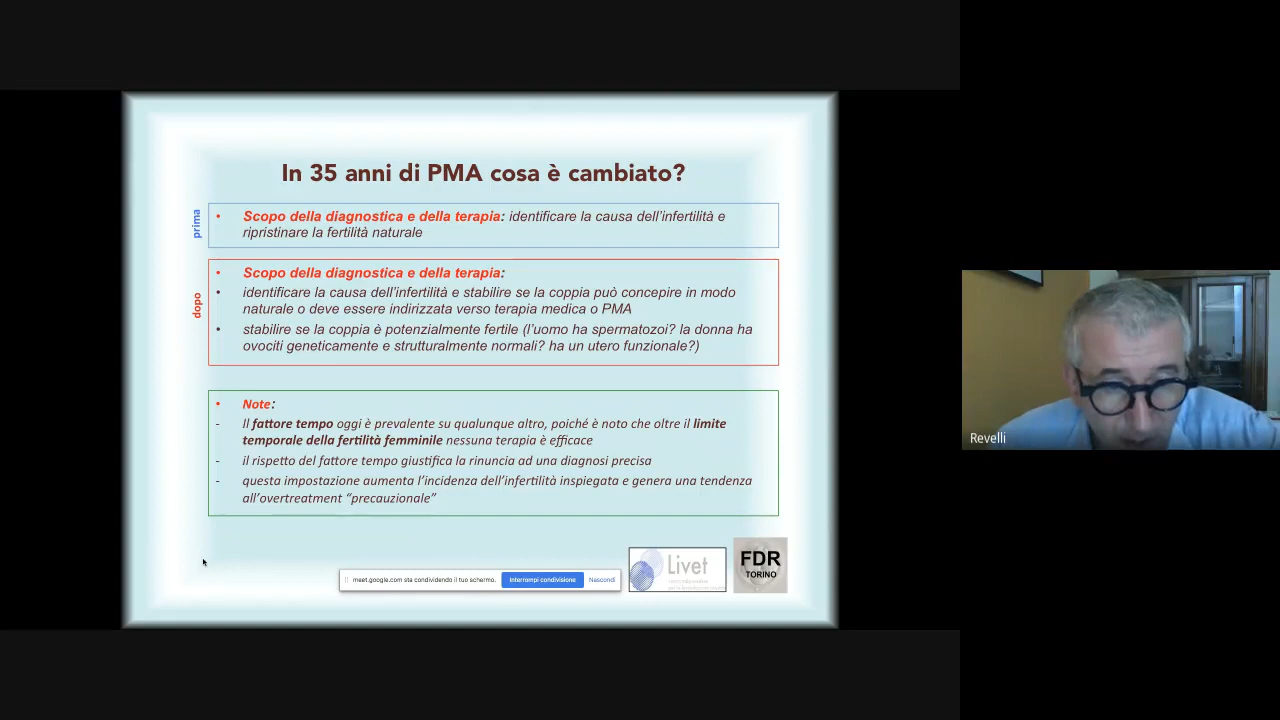 In 35 anni di PMA cosa è cambiato?
prima
• Scopo della diagnostica e della terapia: identificare la causa dell'infertilità e
ripristinare la fertilità naturale
dopo
• Scopo della diagnostica e della terapia:
• identificare la causa dell'infertilità e stabilire se la coppia può concepire in modo
naturale o deve essere indirizzata verso terapia medica o PMA
• stabilire se la coppia è potenzialmente fertile (l'uomo ha spermatozoi? la donna ha
ovociti geneticamente e strutturalmente normali? ha un utero funzionale?)
• Note:
- Il fattore tempo oggi è prevalente su qualunque altro, poiché è noto che oltre il limite
temporale della fertilità femminile nessuna terapia è efficace
- il rispetto del fattore tempo giustifica la rinuncia ad una diagnosi precisa
- questa impostazione aumenta l'incidenza dell'infertilità inspiegata e genera una tendenza
all'overtreatment "precauzionale"
meet.google.com sta condividendo il tuo schermo. Interrompi condivisione Nascondi
Livet
FDR
TORINO
Revelli